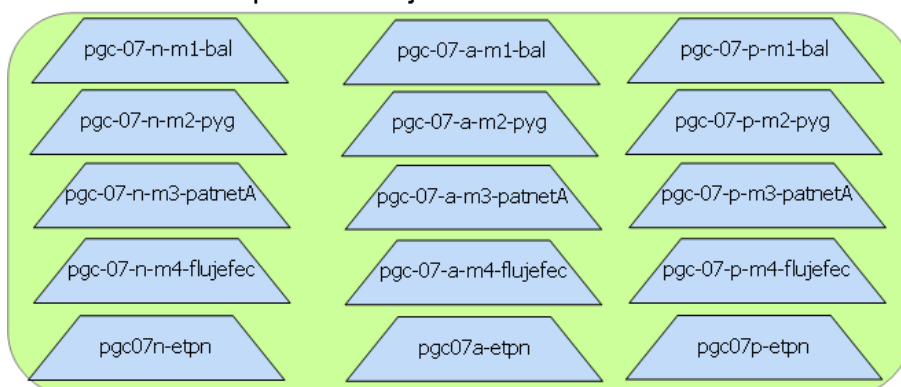 pgc-07-n-m1-bal pgc-07-a-m1-bal pgc-07-p-m1-bal
pgc-07-n-m2-pyg pgc-07-a-m2-pyg pgc-07-p-m2-pyg
pgc-07-n-m3-patnetA pgc-07-a-m3-patnetA pgc-07-p-m3-patnetA
pgc-07-n-m4-flujefec pgc-07-a-m4-flujefec pgc-07-p-m4-flujefec
pgc07n-etpn pgc07a-etpn pgc07p-etpn